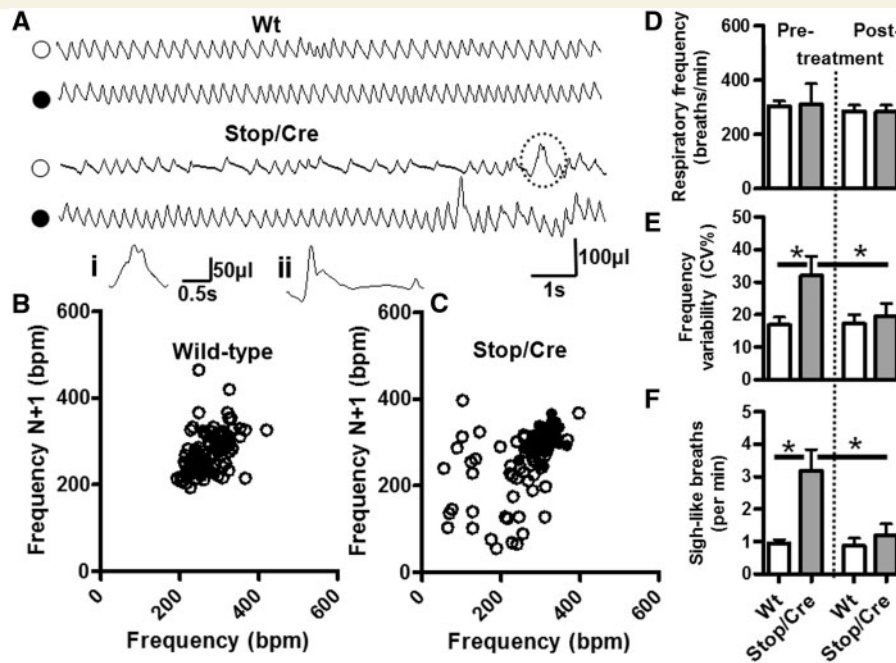 A
Wt
Stop/Cre
i
50µl
0.5s
ii
100µl
1s
B
600
400
200
0
Frequency N+1 (bpm)
Wild-type
0
200
400
600
Frequency (bpm)
C
600
400
200
0
Frequency N+1 (bpm)
Stop/Cre
0
200
400
600
Frequency (bpm)
D
Respiratory frequency
(breaths/min)
600
400
200
0
Pre- Post-
treatment
E
Frequency
variability (CV%)
50
40
30
20
10
0
* *
F
Sigh-like breaths
(per min)
5
4
3
2
1
0
* *
Wt
Stop/Cre
Wt
Stop/Cre